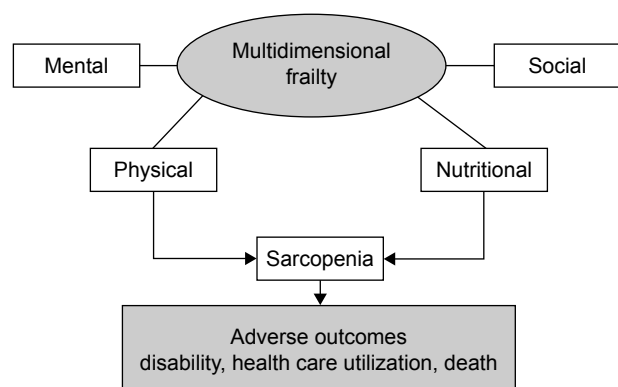 Multidimensional
frailty
Mental
Social
Physical
Nutritional
Sarcopenia
Adverse outcomes
disability, health care utilization, death